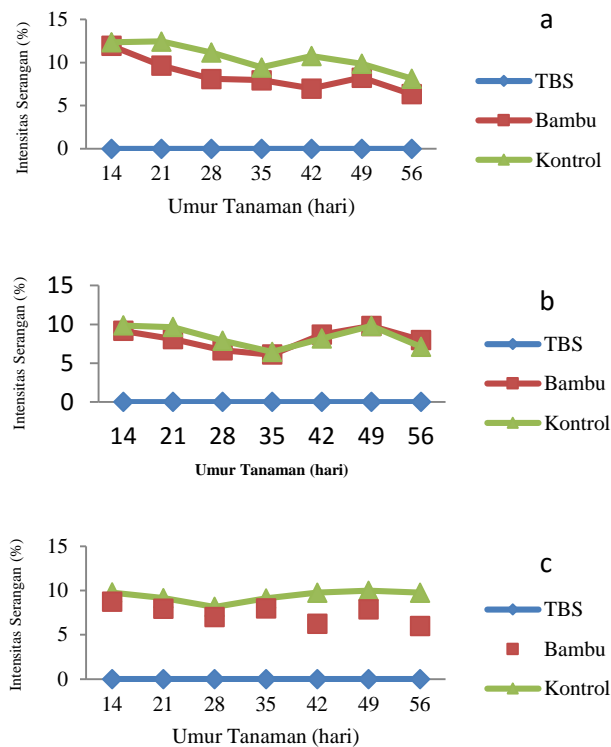 a
Intensitas Serangan (%)
15
10
5
0
14 21 28 35 42 49 56
Umur Tanaman (hari)
TBS
Bambu
Kontrol
b
Intensitas Serangan (%)
15
10
5
0
14 21 28 35 42 49 56
Umur Tanaman (hari)
TBS
Bambu
Kontrol
c
Intensitas Serangan (%)
15
10
5
0
14 21 28 35 42 49 56
Umur Tanaman (hari)
TBS
Bambu
Kontrol